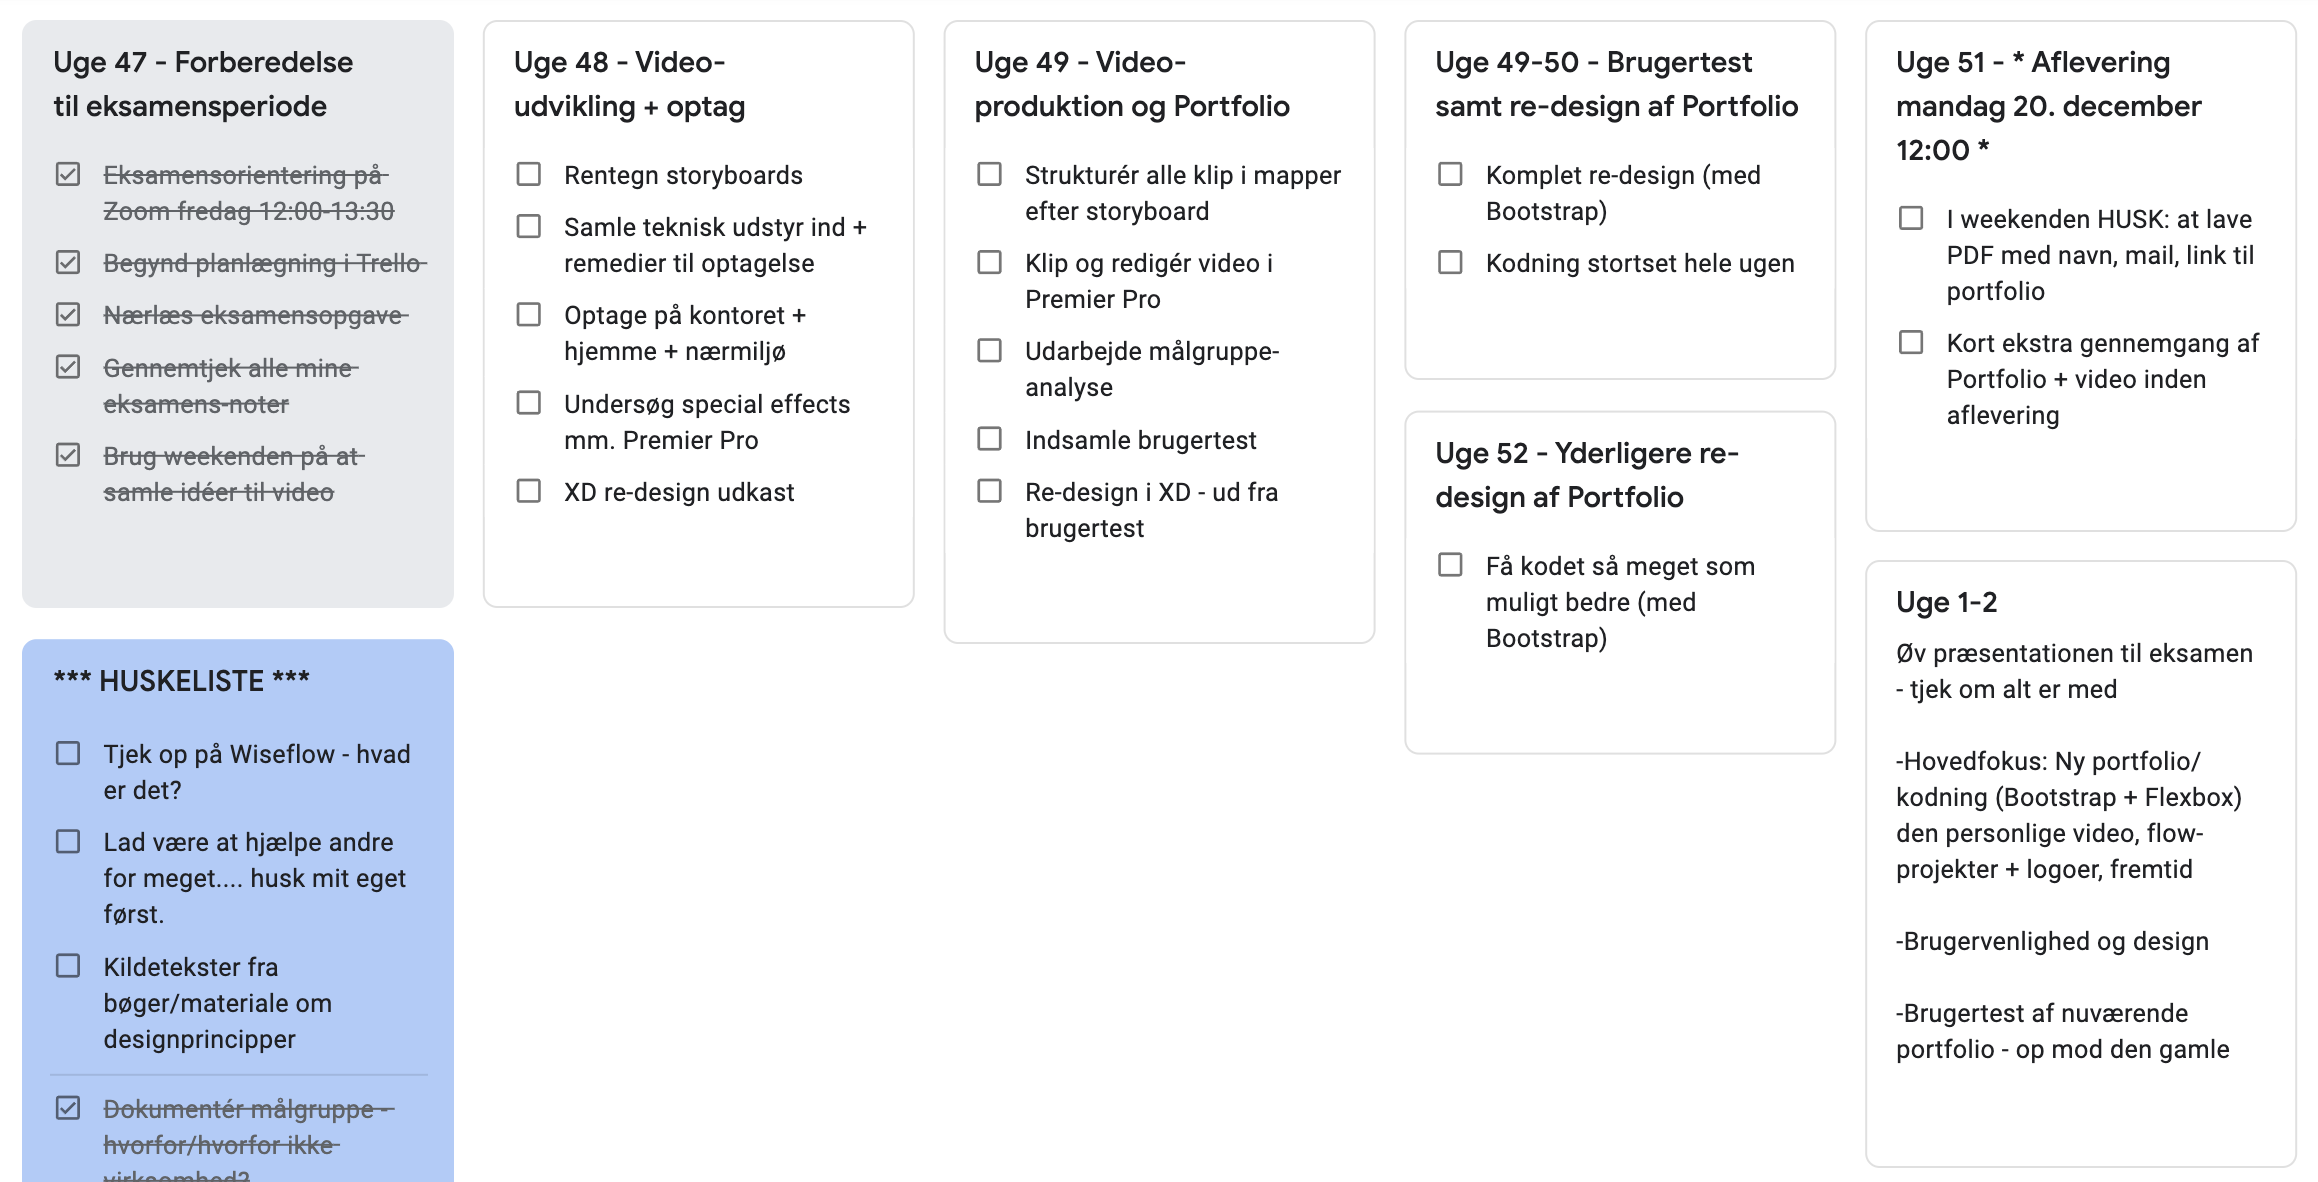 Uge 47 - Forberedelse
til eksamensperiode
Eksamensorientering på
Zoom fredag 12:00-13:30
Begynd planlægning i Trello
Nærlæs eksamensopgave
Gennemtjek alle mine
eksamens-noter
Brug weekenden på at
samle idéer til video
*** HUSKELISTE ***
Tjek op på Wiseflow - hvad
er det?
Lad være at hjælpe andre
for meget.... husk mit eget
først.
Kildetekster fra
bøger/materiale om
designprincipper
Dokumentér målgruppe -
hvorfor/hvorfor ikke
virksomhed?
Uge 48 - Video-
udvikling + optag
Rentegn storyboards
Samle teknisk udstyr ind +
remedier til optagelse
Optage på kontoret +
hjemme + nærmiljø
Undersøg special effects
mm. Premier Pro
XD re-design udkast
Uge 49 - Video-
produktion og Portfolio
Strukturér alle klip i mapper
efter storyboard
Klip og redigér video i
Premier Pro
Udarbejde målgruppe-
analyse
Indsamle brugertest
Re-design i XD - ud fra
brugertest
Uge 49-50 - Brugertest
samt re-design af Portfolio
Komplet re-design (med
Bootstrap)
Kodning stortset hele ugen
Uge 52 - Yderligere re-
design af Portfolio
Få kodet så meget som
muligt bedre (med
Bootstrap)
Uge 51 - * Aflevering
mandag 20. december
12:00 *
I weekenden HUSK: at lave
PDF med navn, mail, link til
portfolio
Kort ekstra gennemgang af
Portfolio + video inden
aflevering
Uge 1-2
Øv præsentationen til eksamen
- tjek om alt er med
-Hovedfokus: Ny portfolio/
kodning (Bootstrap + Flexbox)
den personlige video, flow-
projekter + logoer, fremtid
-Brugervenlighed og design
-Brugertest af nuværende
portfolio - op mod den gamle